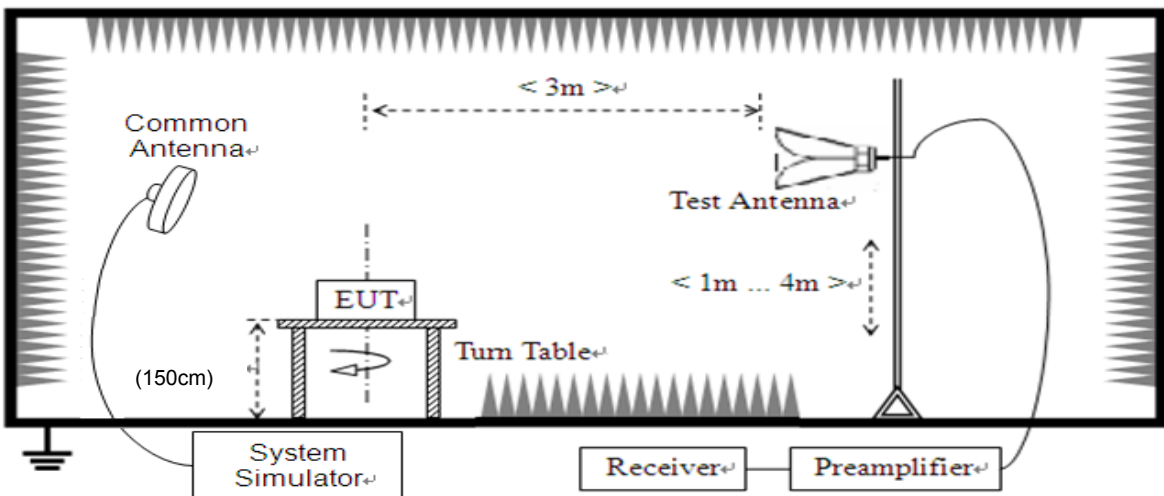 < 3m >
Common
Antenna
Test Antenna
< 1m ... 4m >
EUT
Turn Table
(150cm)
System
Simulator
Receiver
Preamplifier